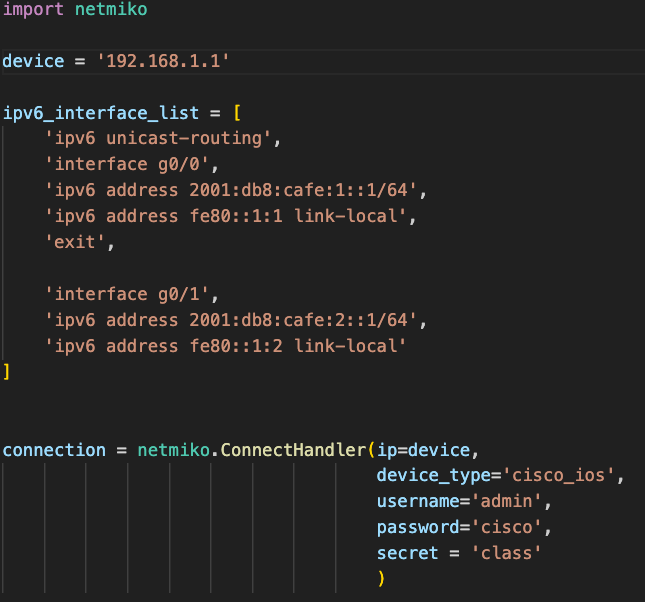 import netmiko
device = '192.168.1.1'
ipv6_interface_list = [
'ipv6 unicast-routing',
'interface g0/0',
'ipv6 address 2001:db8:cafe:1::1/64',
'ipv6 address fe80::1:1 link-local',
'exit',
'interface g0/1',
'ipv6 address 2001:db8:cafe:2::1/64',
'ipv6 address fe80::1:2 link-local'
]
connection = netmiko.ConnectHandler(ip=device,
device_type='cisco_ios',
username='admin',
password='cisco',
secret = 'class'
)